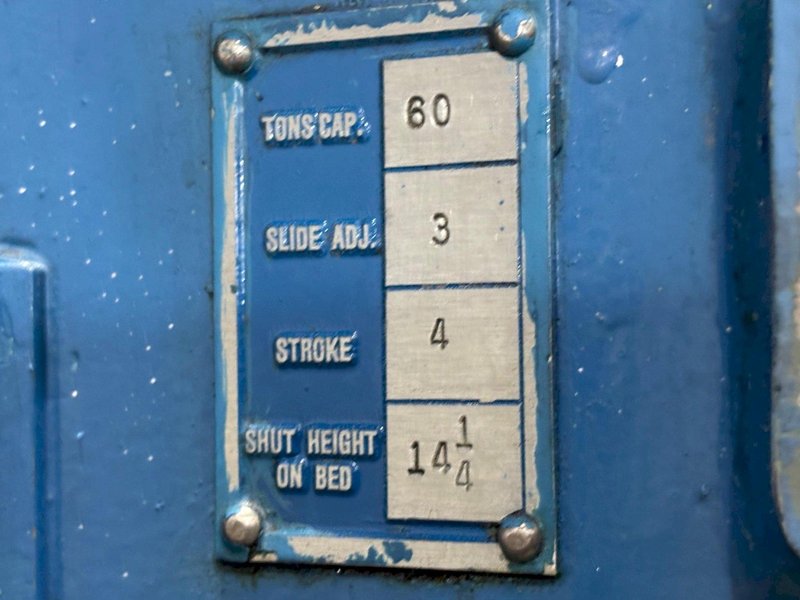 TONS CAP. 60
SLIDE ADJ. 3
STROKE 4
SHUT HEIGHT
ON BED 14 1/4